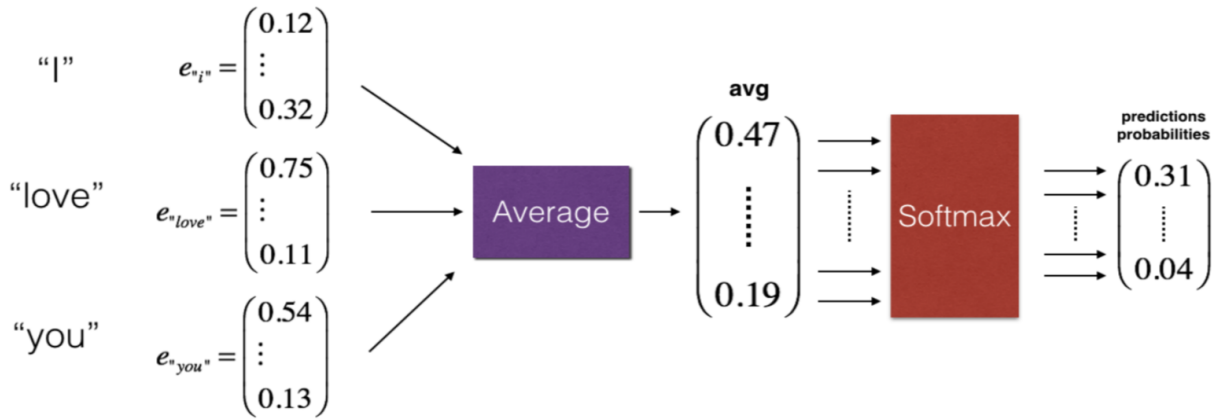 “I”
e"i" = (0.12 ⋮ 0.32)
“love”
e"love" = (0.75 ⋮ 0.11)
“you”
e"you" = (0.54 ⋮ 0.13)
Average
avg
0.47
0.19
Softmax
predictions
probabilities
0.31
0.04